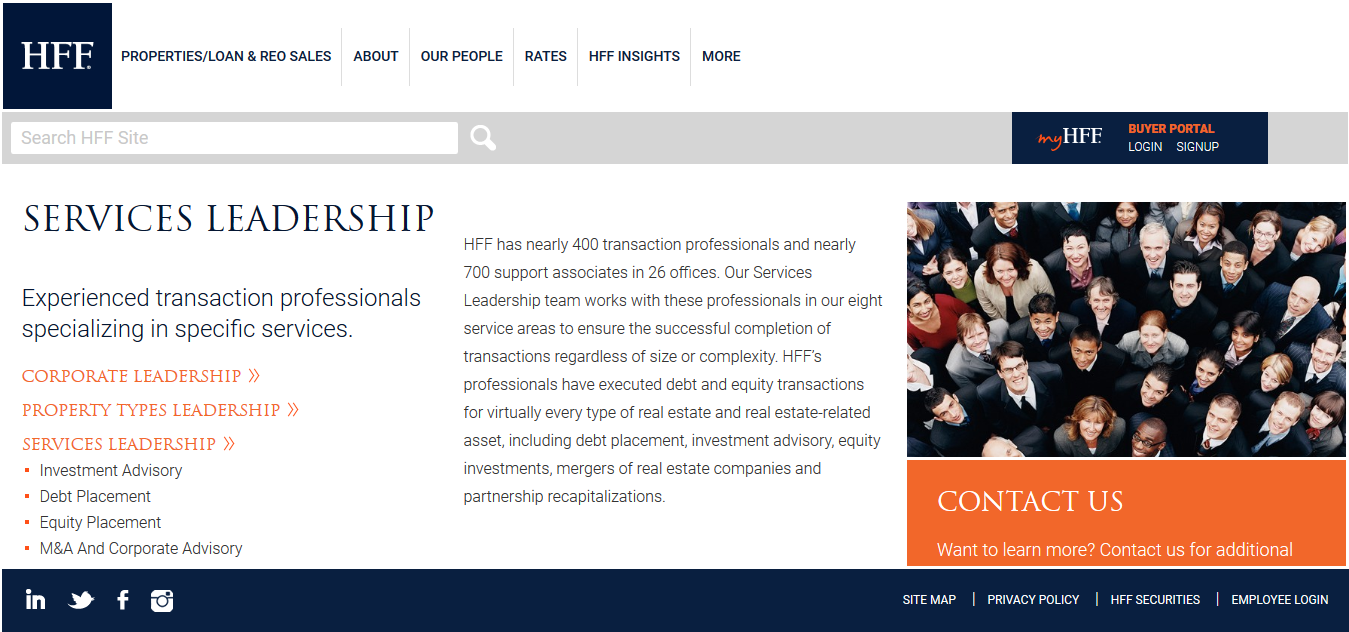 HFF
PROPERTIES/LOAN & REO SALES
ABOUT
OUR PEOPLE
RATES
HFF INSIGHTS
MORE
Search HFF Site
myHFF
BUYER PORTAL
LOGIN SIGNUP
SERVICES LEADERSHIP
Experienced transaction professionals
specializing in specific services.
CORPORATE LEADERSHIP »
PROPERTY TYPES LEADERSHIP »
SERVICES LEADERSHIP »
Investment Advisory
Debt Placement
Equity Placement
M&A And Corporate Advisory
HFF has nearly 400 transaction professionals and nearly
700 support associates in 26 offices. Our Services
Leadership team works with these professionals in our eight
service areas to ensure the successful completion of
transactions regardless of size or complexity. HFF’s
professionals have executed debt and equity transactions
for virtually every type of real estate and real estate-related
asset, including debt placement, investment advisory, equity
investments, mergers of real estate companies and
partnership recapitalizations.
CONTACT US
Want to learn more? Contact us for additional
in
f
SITE MAP | PRIVACY POLICY | HFF SECURITIES | EMPLOYEE LOGIN